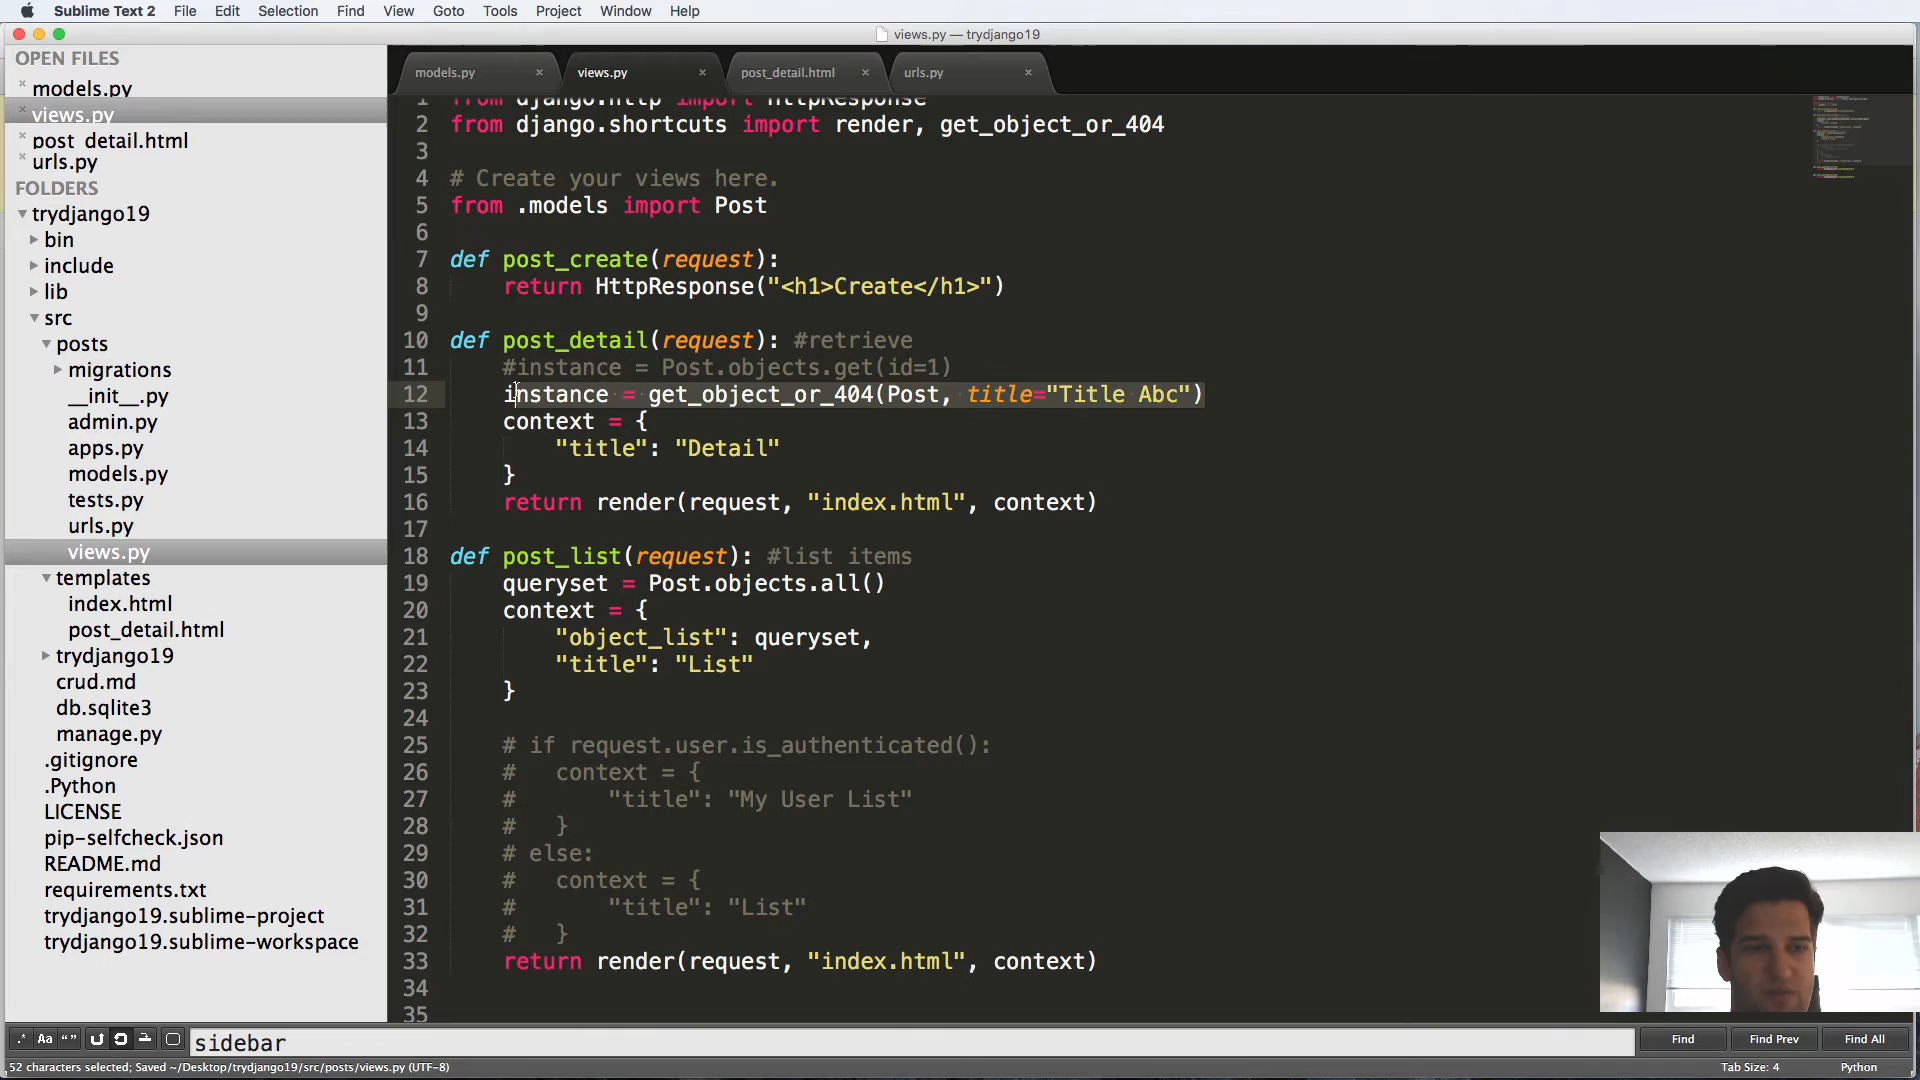 Sublime Text 2 File Edit Selection Find View Goto Tools Project Window Help
views.py — trydjango19
OPEN FILES
models.py
views.py
post_detail.html
urls.py
FOLDERS
trydjango19
bin
include
lib
src
posts
migrations
__init__.py
admin.py
apps.py
models.py
tests.py
urls.py
views.py
templates
index.html
post_detail.html
trydjango19
crud.md
db.sqlite3
manage.py
.gitignore
.Python
LICENSE
pip-selfcheck.json
README.md
requirements.txt
trydjango19.sublime-project
trydjango19.sublime-workspace
models.py views.py post_detail.html urls.py
1 from django.http import HttpResponse
2 from django.shortcuts import render, get_object_or_404
3
4 # Create your views here.
5 from .models import Post
6
7 def post_create(request):
8 return HttpResponse("<h1>Create</h1>")
9
10 def post_detail(request): #retrieve
11 #instance = Post.objects.get(id=1)
12 instance = get_object_or_404(Post, title="Title Abc")
13 context = {
14 "title": "Detail"
15 }
16 return render(request, "index.html", context)
17
18 def post_list(request): #list items
19 queryset = Post.objects.all()
20 context = {
21 "object_list": queryset,
22 "title": "List"
23 }
24
25 # if request.user.is_authenticated():
26 # context = {
27 # "title": "My User List"
28 # }
29 # else:
30 # context = {
31 # "title": "List"
32 # }
33 return render(request, "index.html", context)
34
35
.* Aa “ ” sidebar Find Find Prev Find All
52 characters selected; Saved ~/Desktop/trydjango19/src/posts/views.py (UTF-8) Tab Size: 4 Python